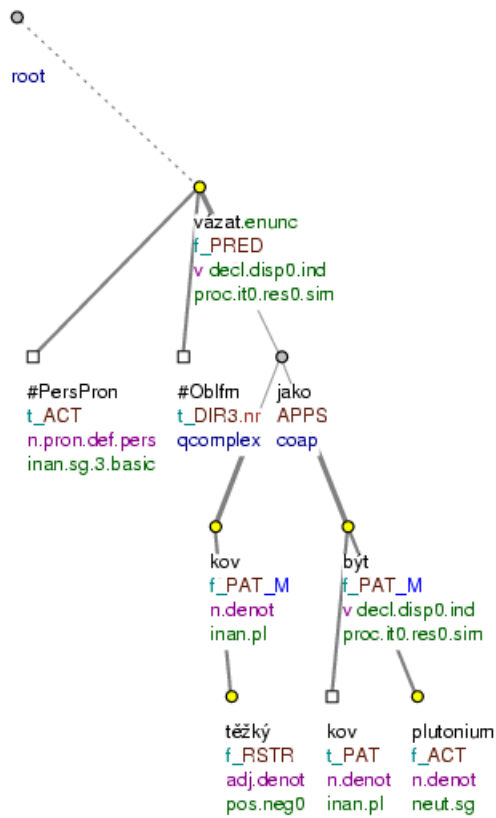 root
vázat.enunc
f_PRED
v decl.disp0.ind
proc.it0.res0.sim
#PersPron
t_ACT
n.pron.def.pers
inan.sg.3.basic
#Oblfm
t_DIR3.nr
qcomplex
jako
APPS
coap
kov
f_PAT_M
n.denot
inan.pl
být
f_PAT_M
v decl.disp0.ind
proc.it0.res0.sim
těžký
f_RSTR
adj.denot
pos.neg0
kov
t_PAT
n.denot
inan.pl
plutonium
f_ACT
n.denot
neut.sg